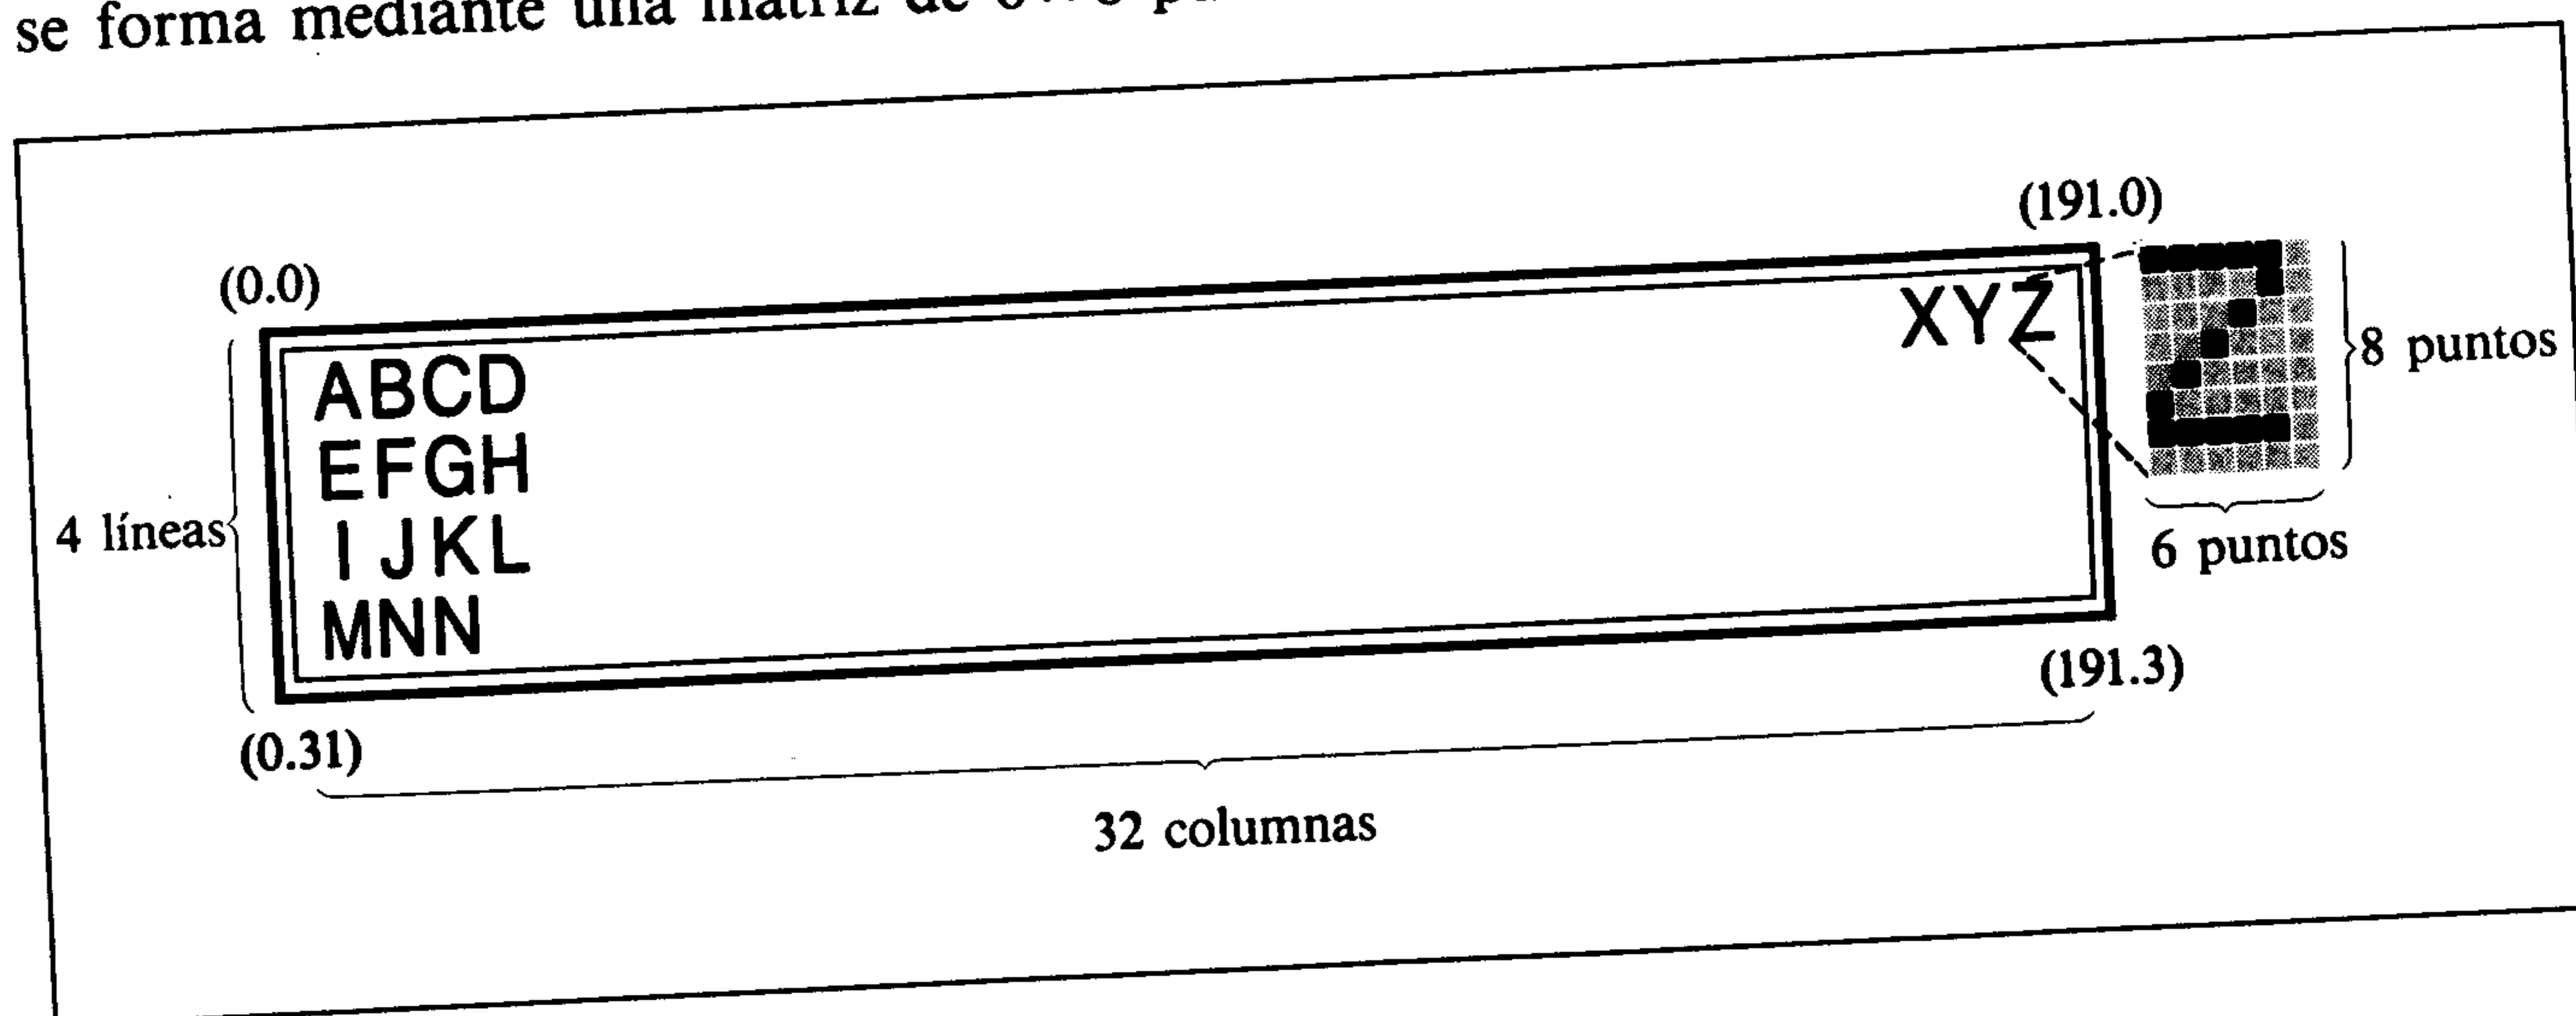 se forma mediante una matriz de
(191.0)
(0.0)
XYZ
8 puntos
ABCD
EFGH
4 líneas
IJKL
6 puntos
MNN
(191.3)
(0.31)
32 columnas